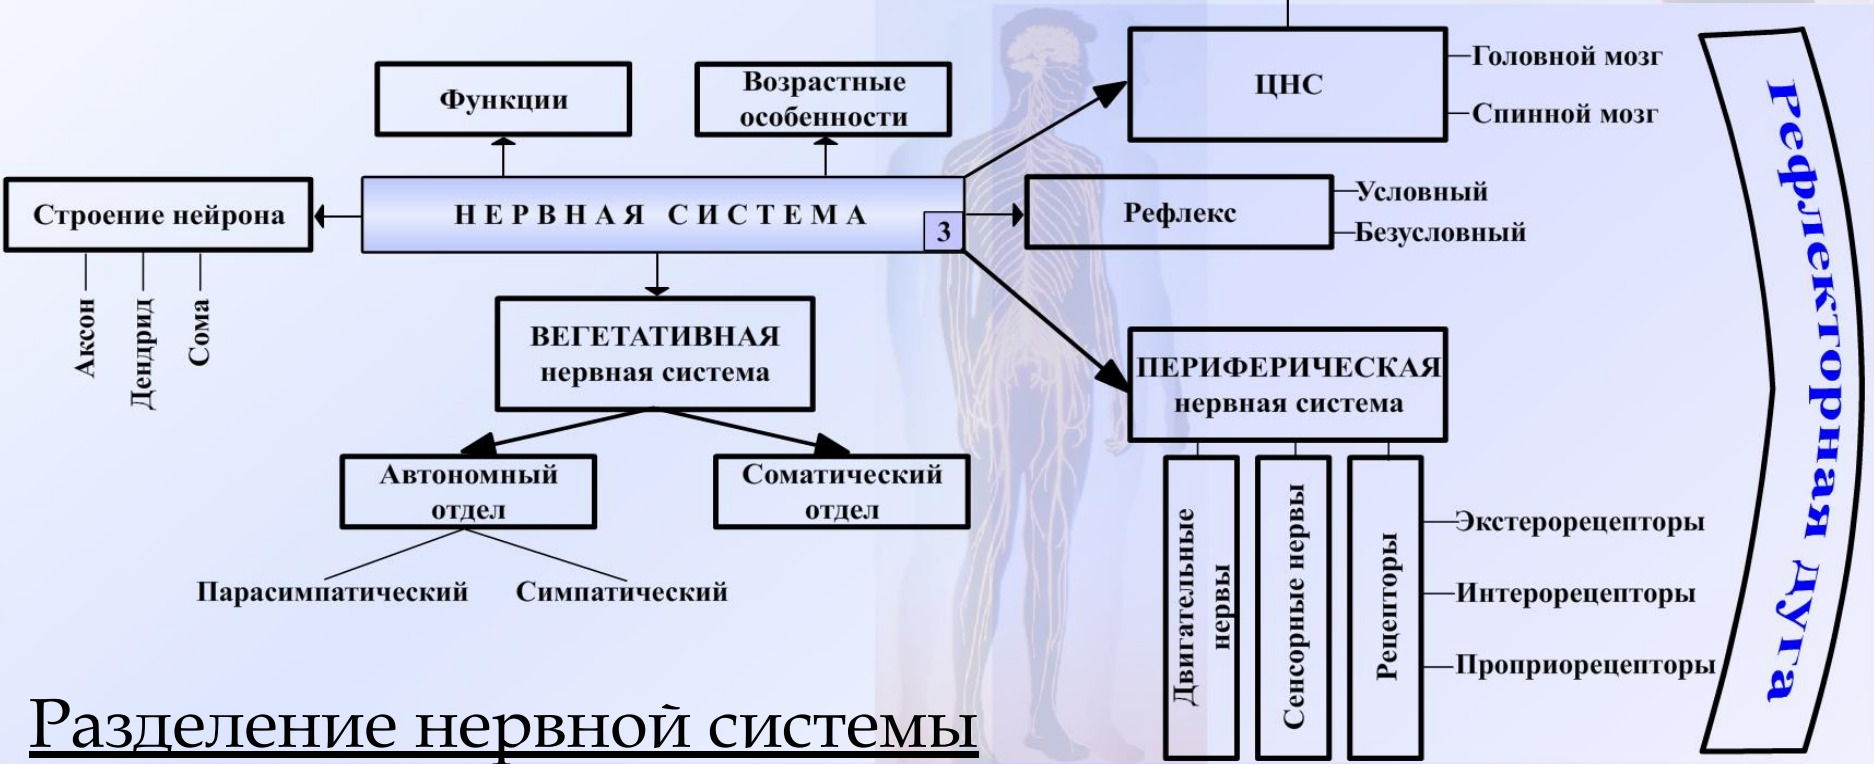 Функции
Возрастные
особенности
ЦНС
Головной мозг
Спинной мозг
Строение нейрона
НЕРВНАЯ СИСТЕМА
3
Рефлекс
Условный
Безусловный
Аксон
Дендрид
Сома
ВЕГЕТАТИВНАЯ
нервная система
ПЕРИФЕРИЧЕСКАЯ
нервная система
Автономный
отдел
Соматический
отдел
Парасимпатический
Симпатический
Двигательные
нервы
Сенсорные нервы
Рецепторы
Экстерорецепторы
Интерорецепторы
Проприорецепторы
Рефлекторная дуга
Разделение нервной системы